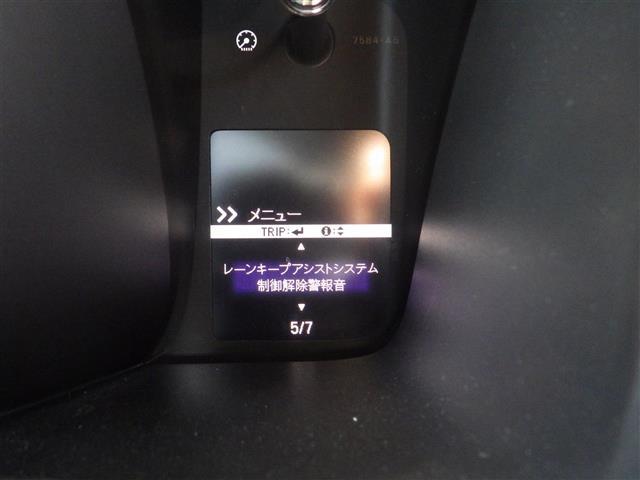 7584-A6
>> メニュー
TRIP:↵ i:▲▼
▲
レーンキープアシストシステム
制御解除警報音
▼
5/7